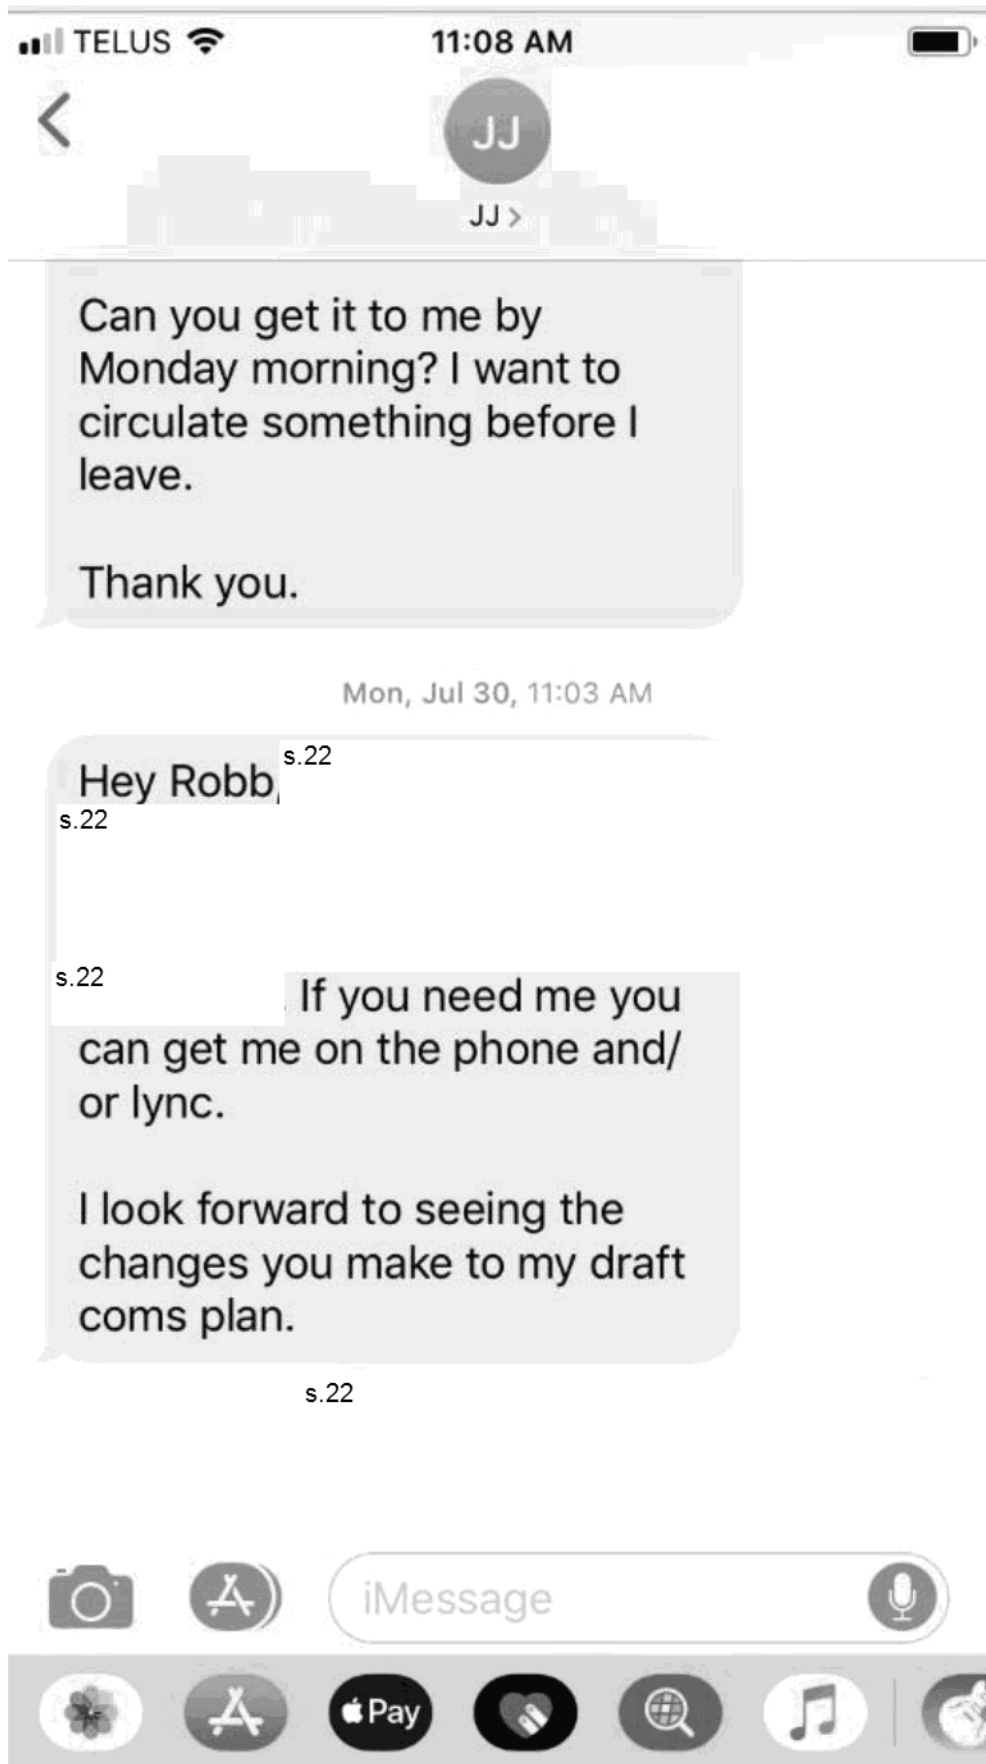 TELUS 11:08 AM
JJ
JJ >
Can you get it to me by
Monday morning? I want to
circulate something before I
leave.
Thank you.
Mon, Jul 30, 11:03 AM
Hey Robb, s.22
s.22
s.22 . If you need me you
can get me on the phone and/
or lync.
I look forward to seeing the
changes you make to my draft
coms plan.
s.22
iMessage
Pay